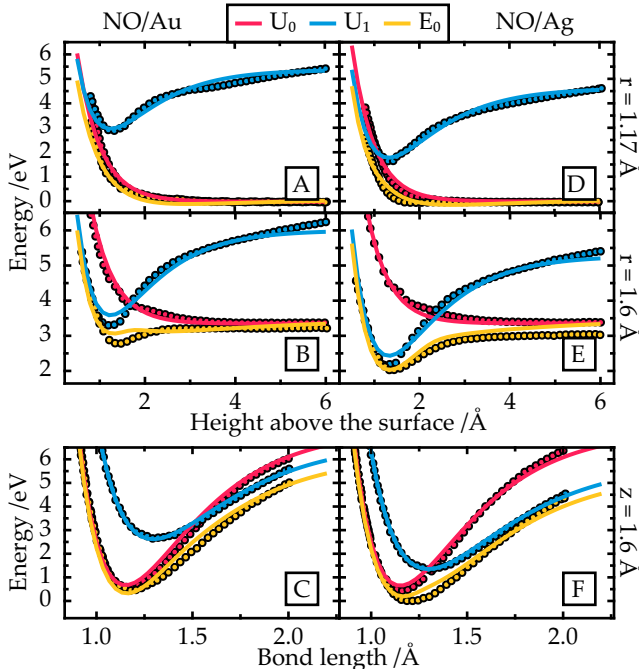 NO/Au
NO/Ag
U₀ U₁ E₀
Energy /eV
6
5
4
3
2
1
0
A
D
r = 1.17 Å
6
5
4
3
2
B
E
r = 1.6 Å
2 4 6
2 4 6
Height above the surface /Å
Energy /eV
6
5
4
3
2
1
0
C
F
z = 1.6 Å
1.0 1.5 2.0
1.0 1.5 2.0
Bond length /Å